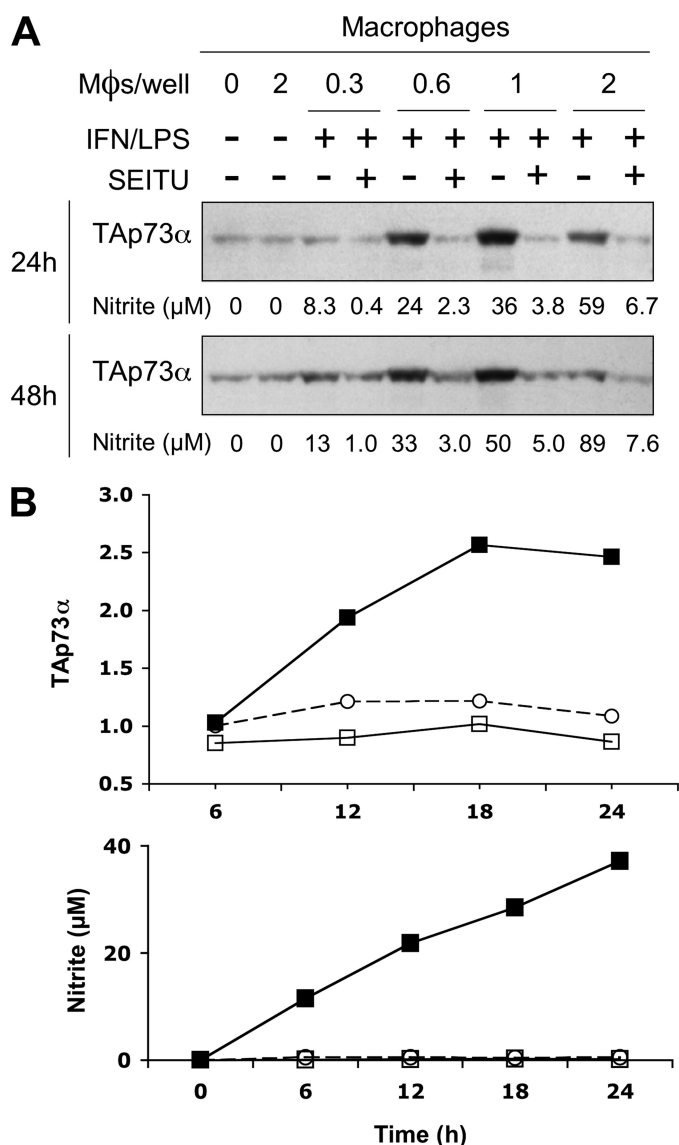 A
Macrophages
Mϕs/well 0 2 0.3 0.6 1 2
IFN/LPS - - + + + + + + + +
SEITU - - - + - + - + - +
24h
TAp73α
Nitrite (µM) 0 0 8.3 0.4 24 2.3 36 3.8 59 6.7
48h
TAp73α
Nitrite (µM) 0 0 13 1.0 33 3.0 50 5.0 89 7.6
B
TAp73α
3.0
2.5
2.0
1.5
1.0
0.5
6 12 18 24
Nitrite (µM)
40
20
0
0 6 12 18 24
Time (h)